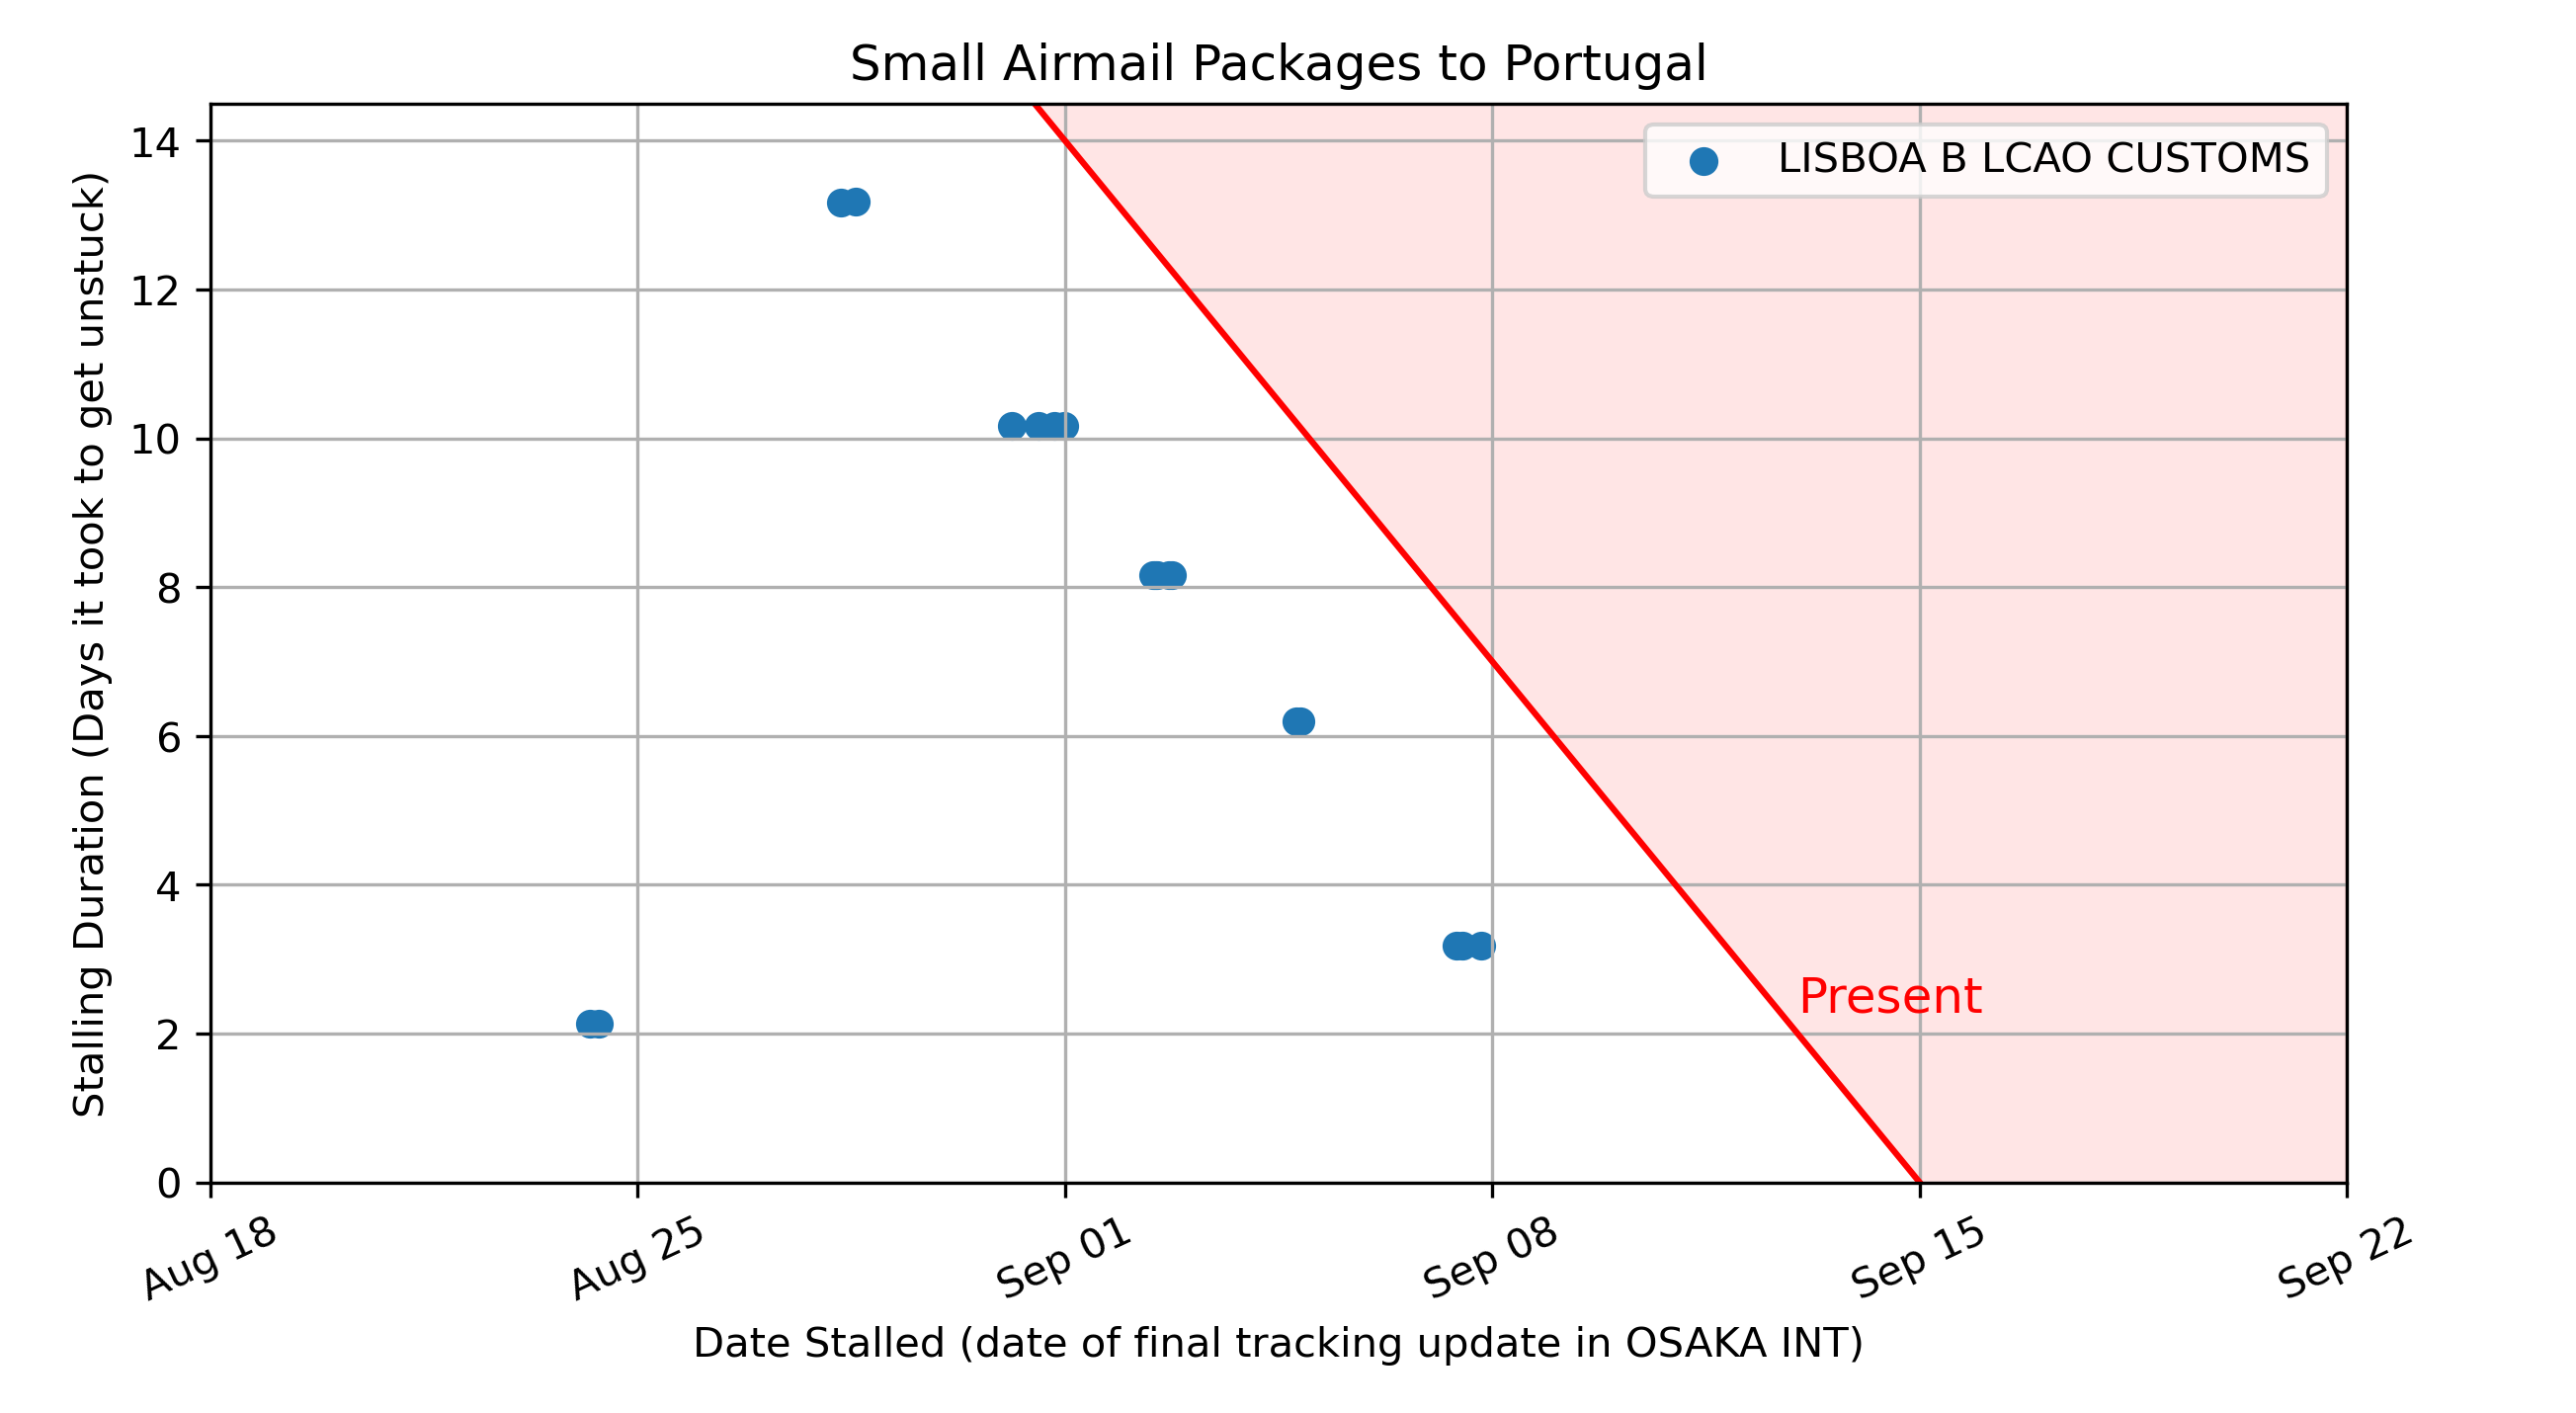 Small Airmail Packages to Portugal
Stalling Duration (Days it took to get unstuck)
14
12
10
8
6
4
2
0
LISBOA B LCAO CUSTOMS
Present
Aug 18
Aug 25
Sep 01
Sep 08
Sep 15
Sep 22
Date Stalled (date of final tracking update in OSAKA INT)